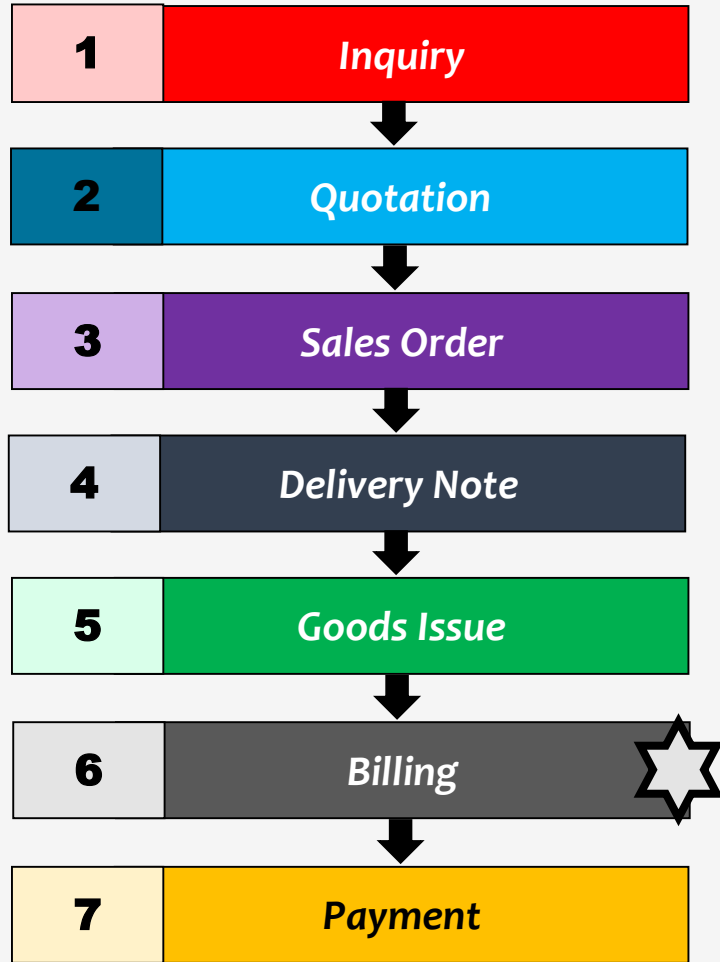 1 Inquiry
2 Quotation
3 Sales Order
4 Delivery Note
5 Goods Issue
6 Billing
7 Payment